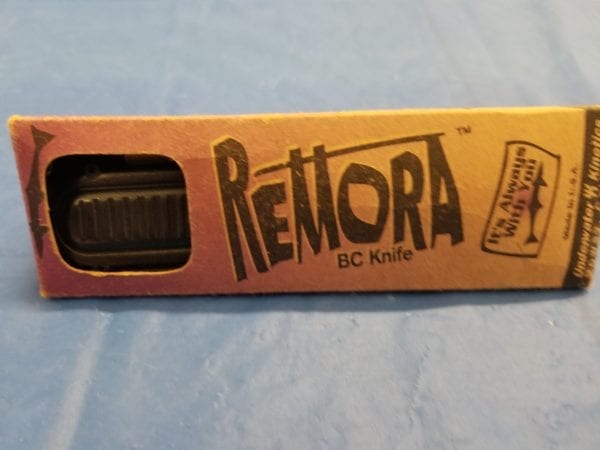 REMORA™
BC Knife
It's Always
With You
Made in U.S.A.
Underwater Kinetics